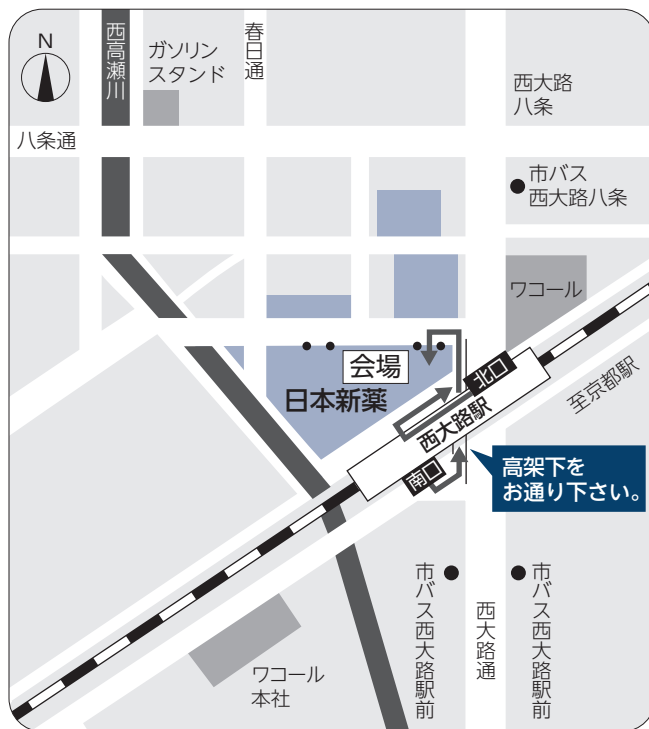 N
西高瀬川
ガソリン
スタンド
春日通
西大路
八条
八条通
市バス
西大路八条
ワコール
会場
日本新薬
北口
西大路駅
至京都駅
南口
高架下を
お通り下さい。
市バス西大路駅前
西大路通
市バス西大路駅前
ワコール
本社